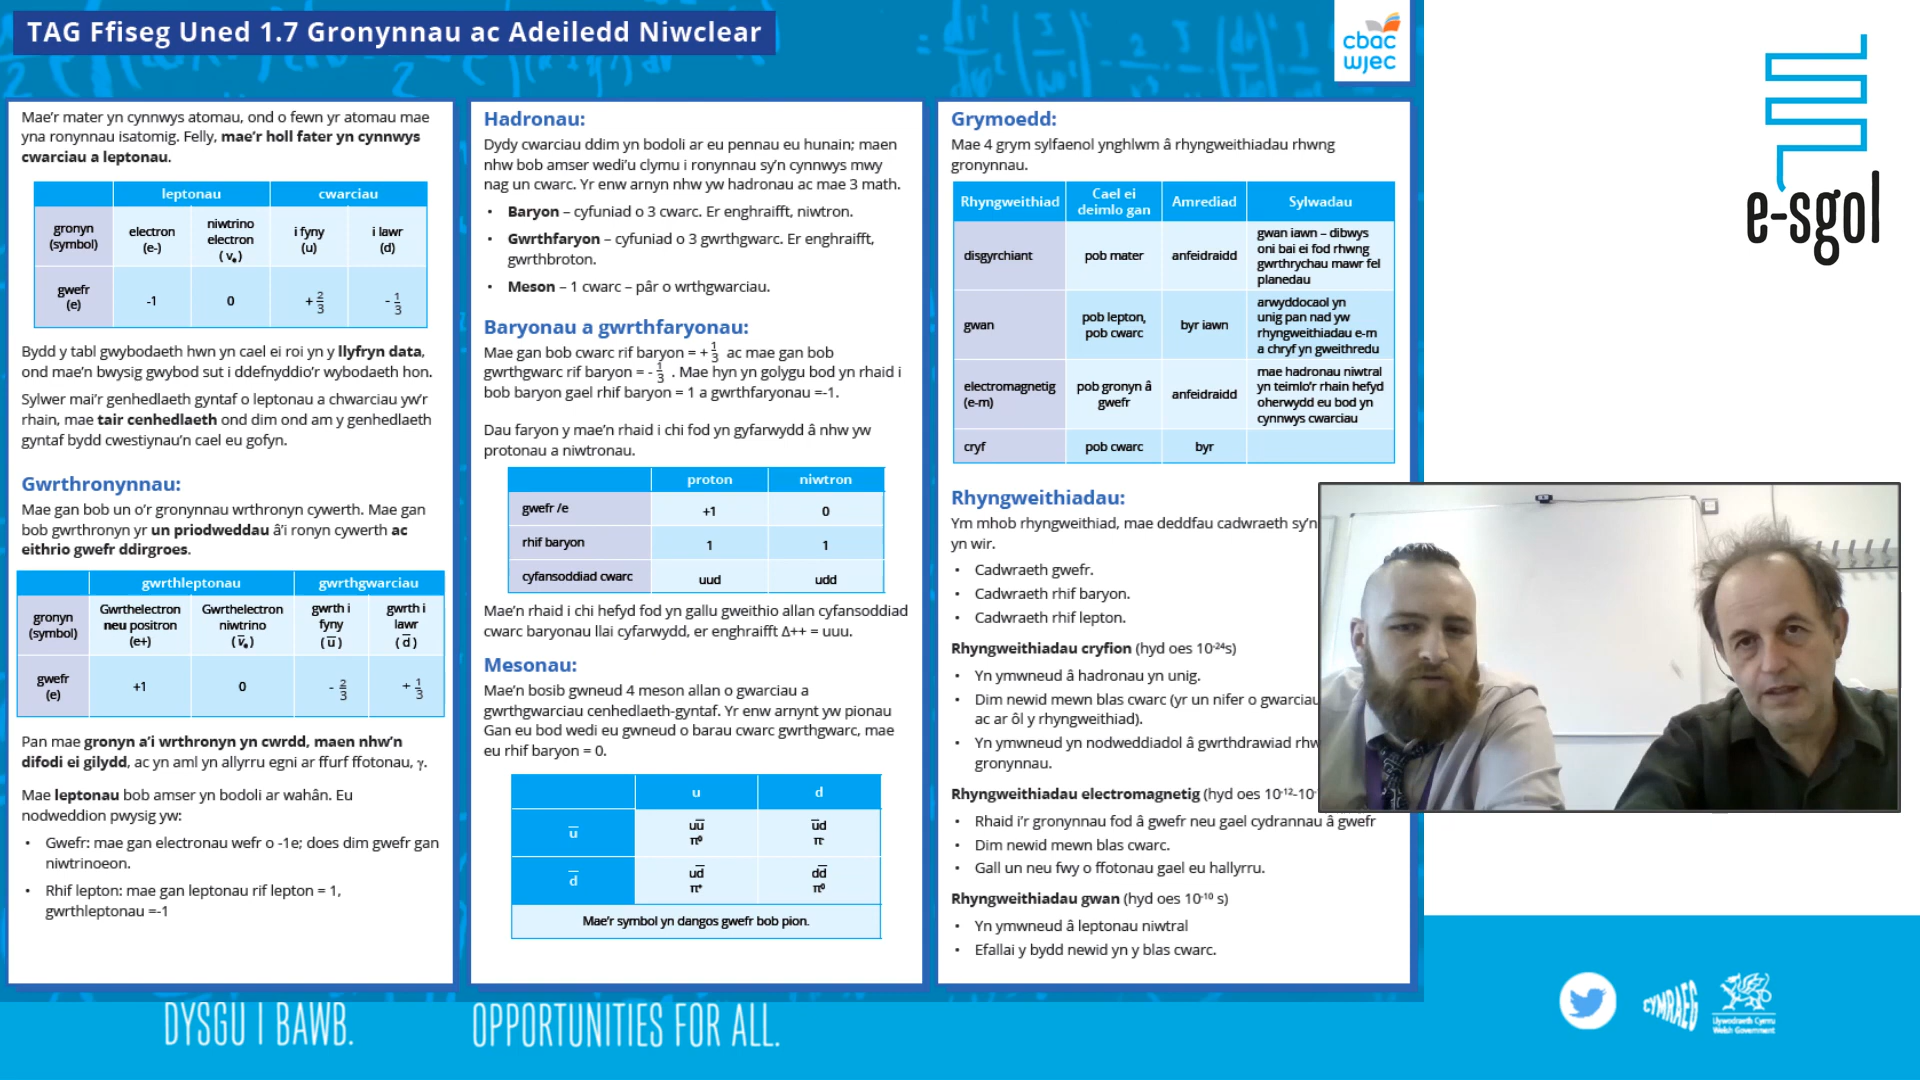 TAG Ffiseg Uned 1.7 Gronynnau ac Adeiledd Niwclear
cbac
wjec
Mae'r mater yn cynnwys atomau, ond o fewn yr atomau mae
yna ronynnau isatomig. Felly, mae'r holl fater yn cynnwys
cwarciau a leptonau.
leptonau cwarciau
gronyn (symbol) electron (e-) niwtrino electron (νₑ) i fyny (u) i lawr (d)
gwefr (e) -1 0 + 2/3 - 1/3
Bydd y tabl gwybodaeth hwn yn cael ei roi yn y llyfryn data,
ond mae'n bwysig gwybod sut i ddefnyddio'r wybodaeth hon.
Sylwer mai'r genhedlaeth gyntaf o leptonau a chwarciau yw'r
rhain, mae tair cenhedlaeth ond dim ond am y genhedlaeth
gyntaf bydd cwestiynau'n cael eu gofyn.
Gwrthronynnau:
Mae gan bob un o'r gronynnau wrthronyn cywerth. Mae gan
bob gwrthronyn yr un priodweddau â'i ronyn cywerth ac
eithrio gwefr ddirgroes.
gwrthleptonau gwrthgwarciau
gronyn (symbol) Gwrthelectron neu positron (e+) Gwrthelectron niwtrino (ν̅ₑ) gwrth i fyny (u̅) gwrth i lawr (d̅)
gwefr (e) +1 0 - 2/3 + 1/3
Pan mae gronyn a'i wrthronyn yn cwrdd, maen nhw'n
difodi ei gilydd, ac yn aml yn allyrru egni ar ffurf ffotonau, γ.
Mae leptonau bob amser yn bodoli ar wahân. Eu
nodweddion pwysig yw:
• Gwefr: mae gan electronau wefr o -1e; does dim gwefr gan
niwtrinoeon.
• Rhif lepton: mae gan leptonau rif lepton = 1,
gwrthleptonau =-1
Hadronau:
Dydy cwarciau ddim yn bodoli ar eu pennau eu hunain; maen
nhw bob amser wedi'u clymu i ronynnau sy'n cynnwys mwy
nag un cwarc. Yr enw arnyn nhw yw hadronau ac mae 3 math.
• Baryon – cyfuniad o 3 cwarc. Er enghraifft, niwtron.
• Gwrthfaryon – cyfuniad o 3 gwrthgwarc. Er enghraifft,
gwrthbroton.
• Meson – 1 cwarc – pâr o wrthgwarciau.
Baryonau a gwrthfaryonau:
Mae gan bob cwarc rif baryon = + 1/3 ac mae gan bob
gwrthgwarc rif baryon = - 1/3 . Mae hyn yn golygu bod yn rhaid i
bob baryon gael rhif baryon = 1 a gwrthfaryonau =-1.
Dau faryon y mae'n rhaid i chi fod yn gyfarwydd â nhw yw
protonau a niwtronau.
proton niwtron
gwefr /e +1 0
rhif baryon 1 1
cyfansoddiad cwarc uud udd
Mae'n rhaid i chi hefyd fod yn gallu gweithio allan cyfansoddiad
cwarc baryonau llai cyfarwydd, er enghraifft Δ++ = uuu.
Mesonau:
Mae'n bosib gwneud 4 meson allan o gwarciau a
gwrthgwarciau cenhedlaeth-gyntaf. Yr enw arnynt yw pionau
Gan eu bod wedi eu gwneud o barau cwarc gwrthgwarc, mae
eu rhif baryon = 0.
u d
u̅ uu̅ π⁰ u̅d π⁻
d̅ ud̅ π⁺ dd̅ π⁰
Mae'r symbol yn dangos gwefr bob pion.
Grymoedd:
Mae 4 grym sylfaenol ynghlwm â rhyngweithiadau rhwng
gronynnau.
Rhyngweithiad Cael ei deimlo gan Amrediad Sylwadau
disgyrchiant pob mater anfeidraidd gwan iawn – dibwys oni bai ei fod rhwng gwrthrychau mawr fel planedau
gwan pob lepton, pob cwarc byr iawn arwyddocaol yn unig pan nad yw rhyngweithiadau e-m a chryf yn gweithredu
electromagnetig (e-m) pob gronyn â gwefr anfeidraidd mae hadronau niwtral yn teimlo'r rhain hefyd oherwydd eu bod yn cynnwys cwarciau
cryf pob cwarc byr
Rhyngweithiadau:
Ym mhob rhyngweithiad, mae deddfau cadwraeth sy'n
yn wir.
• Cadwraeth gwefr.
• Cadwraeth rhif baryon.
• Cadwraeth rhif lepton.
Rhyngweithiadau cryfion (hyd oes 10⁻²⁴s)
• Yn ymwneud â hadronau yn unig.
• Dim newid mewn blas cwarc (yr un nifer o gwarciau
ac ar ôl y rhyngweithiad).
• Yn ymwneud yn nodweddiadol â gwrthdrawiad rhw
gronynnau.
Rhyngweithiadau electromagnetig (hyd oes 10⁻¹²-10⁻
• Rhaid i'r gronynnau fod â gwefr neu gael cydrannau â gwefr
• Dim newid mewn blas cwarc.
• Gall un neu fwy o ffotonau gael eu hallyrru.
Rhyngweithiadau gwan (hyd oes 10⁻¹⁰ s)
• Yn ymwneud â leptonau niwtral
• Efallai y bydd newid yn y blas cwarc.
e-sgol
DYSGU I BAWB. OPPORTUNITIES FOR ALL.
CYMRAEG
Llywodraeth Cymru
Welsh Government